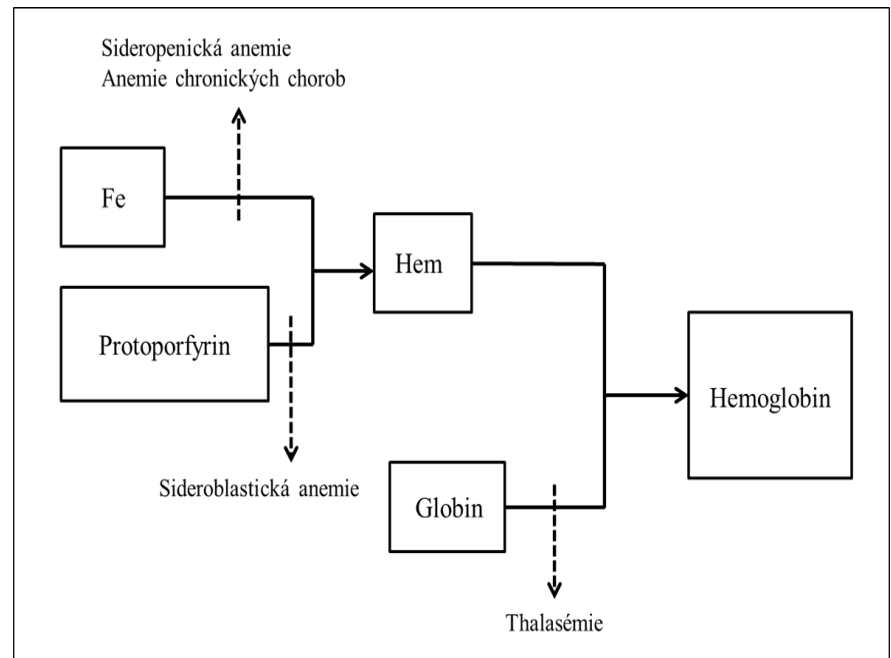 Sideropenická anemie
Anemie chronických chorob
Fe
Hem
Protoporfyrin
Hemoglobin
Sideroblastická anemie
Globin
Thalasémie